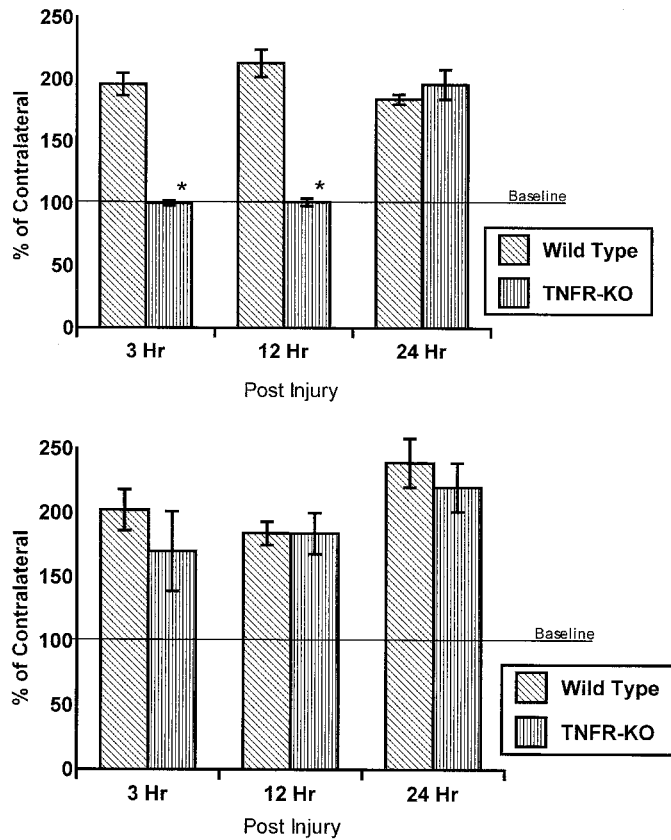 250
200
150
100
50
0
% of Contralateral
*
*
Baseline
Wild Type
TNFR-KO
3 Hr
12 Hr
24 Hr
Post Injury
250
200
150
100
50
0
% of Contralateral
Baseline
Wild Type
TNFR-KO
3 Hr
12 Hr
24 Hr
Post Injury